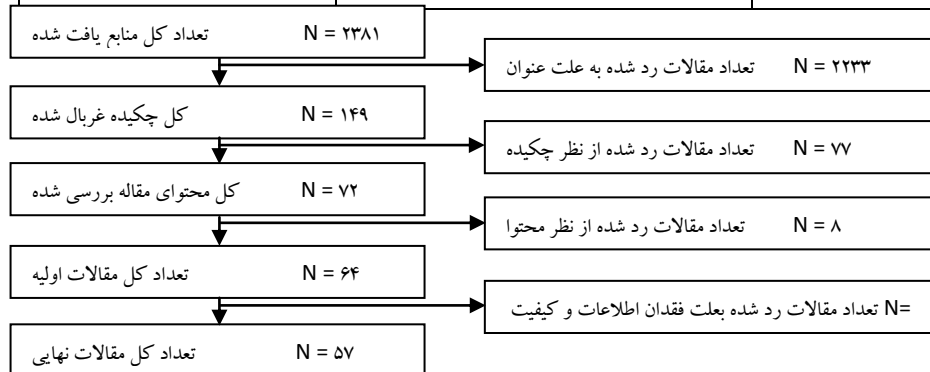 تعداد کل منابع یافت شده N = ۲۳۸۱
تعداد مقالات رد شده به علت عنوان N = ۲۲۳۳
کل چکیده غربال شده N = ۱۴۹
تعداد مقالات رد شده از نظر چکیده N = ۷۷
کل محتوای مقاله بررسی شده N = ۷۲
تعداد مقالات رد شده از نظر محتوا N = ۸
تعداد کل مقالات اولیه N = ۶۴
تعداد مقالات رد شده بعلت فقدان اطلاعات و کیفیت N=
تعداد کل مقالات نهایی N = ۵۷